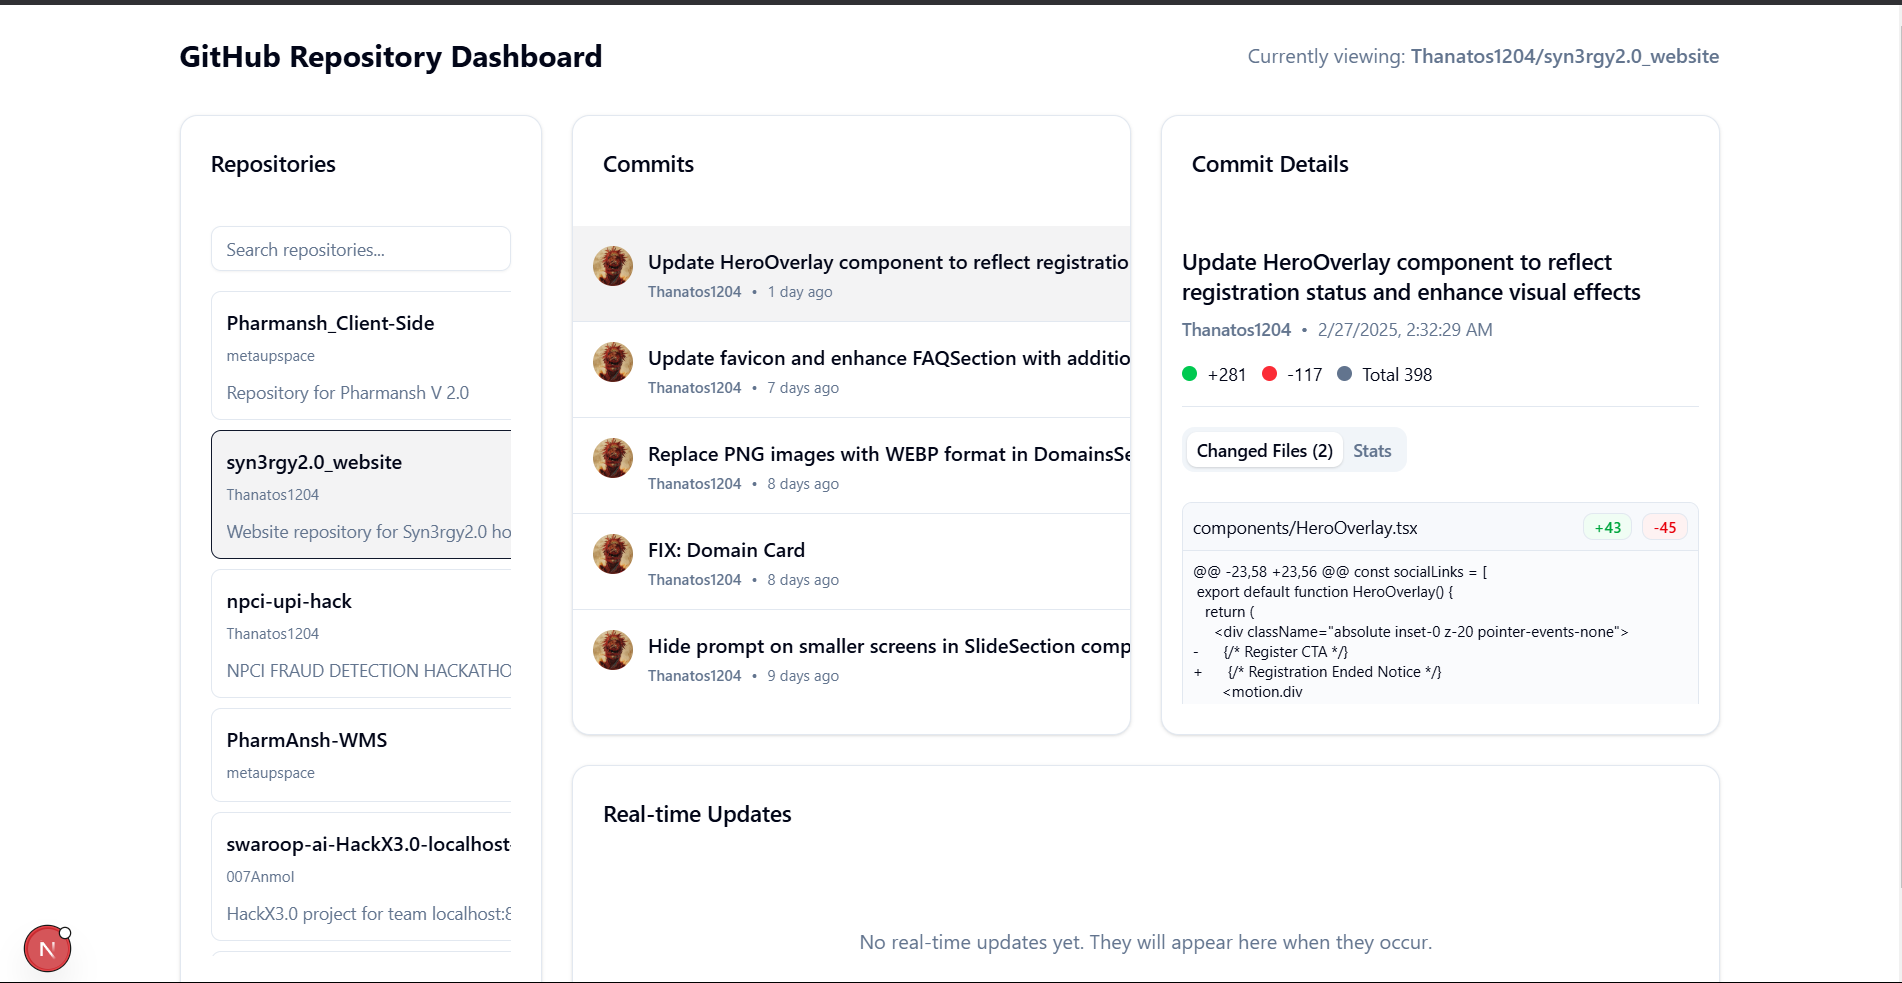 GitHub Repository Dashboard
Currently viewing: Thanatos1204/syn3rgy2.0_website
Repositories
Search repositories...
Pharmansh_Client-Side
metaupspace
Repository for Pharmansh V 2.0
syn3rgy2.0_website
Thanatos1204
Website repository for Syn3rgy2.0 ho
npci-upi-hack
Thanatos1204
NPCI FRAUD DETECTION HACKATHO
PharmAnsh-WMS
metaupspace
swaroop-ai-HackX3.0-localhost-
007Anmol
HackX3.0 project for team localhost:8
Commits
Update HeroOverlay component to reflect registratio
Thanatos1204 • 1 day ago
Update favicon and enhance FAQSection with additio
Thanatos1204 • 7 days ago
Replace PNG images with WEBP format in DomainsSe
Thanatos1204 • 8 days ago
FIX: Domain Card
Thanatos1204 • 8 days ago
Hide prompt on smaller screens in SlideSection comp
Thanatos1204 • 9 days ago
Commit Details
Update HeroOverlay component to reflect
registration status and enhance visual effects
Thanatos1204 • 2/27/2025, 2:32:29 AM
+281 -117 Total 398
Changed Files (2) Stats
components/HeroOverlay.tsx +43 -45
@@ -23,58 +23,56 @@ const socialLinks = [
export default function HeroOverlay() {
return (
<div className="absolute inset-0 z-20 pointer-events-none">
- {/* Register CTA */}
+ {/* Registration Ended Notice */}
<motion.div
Real-time Updates
No real-time updates yet. They will appear here when they occur.
N